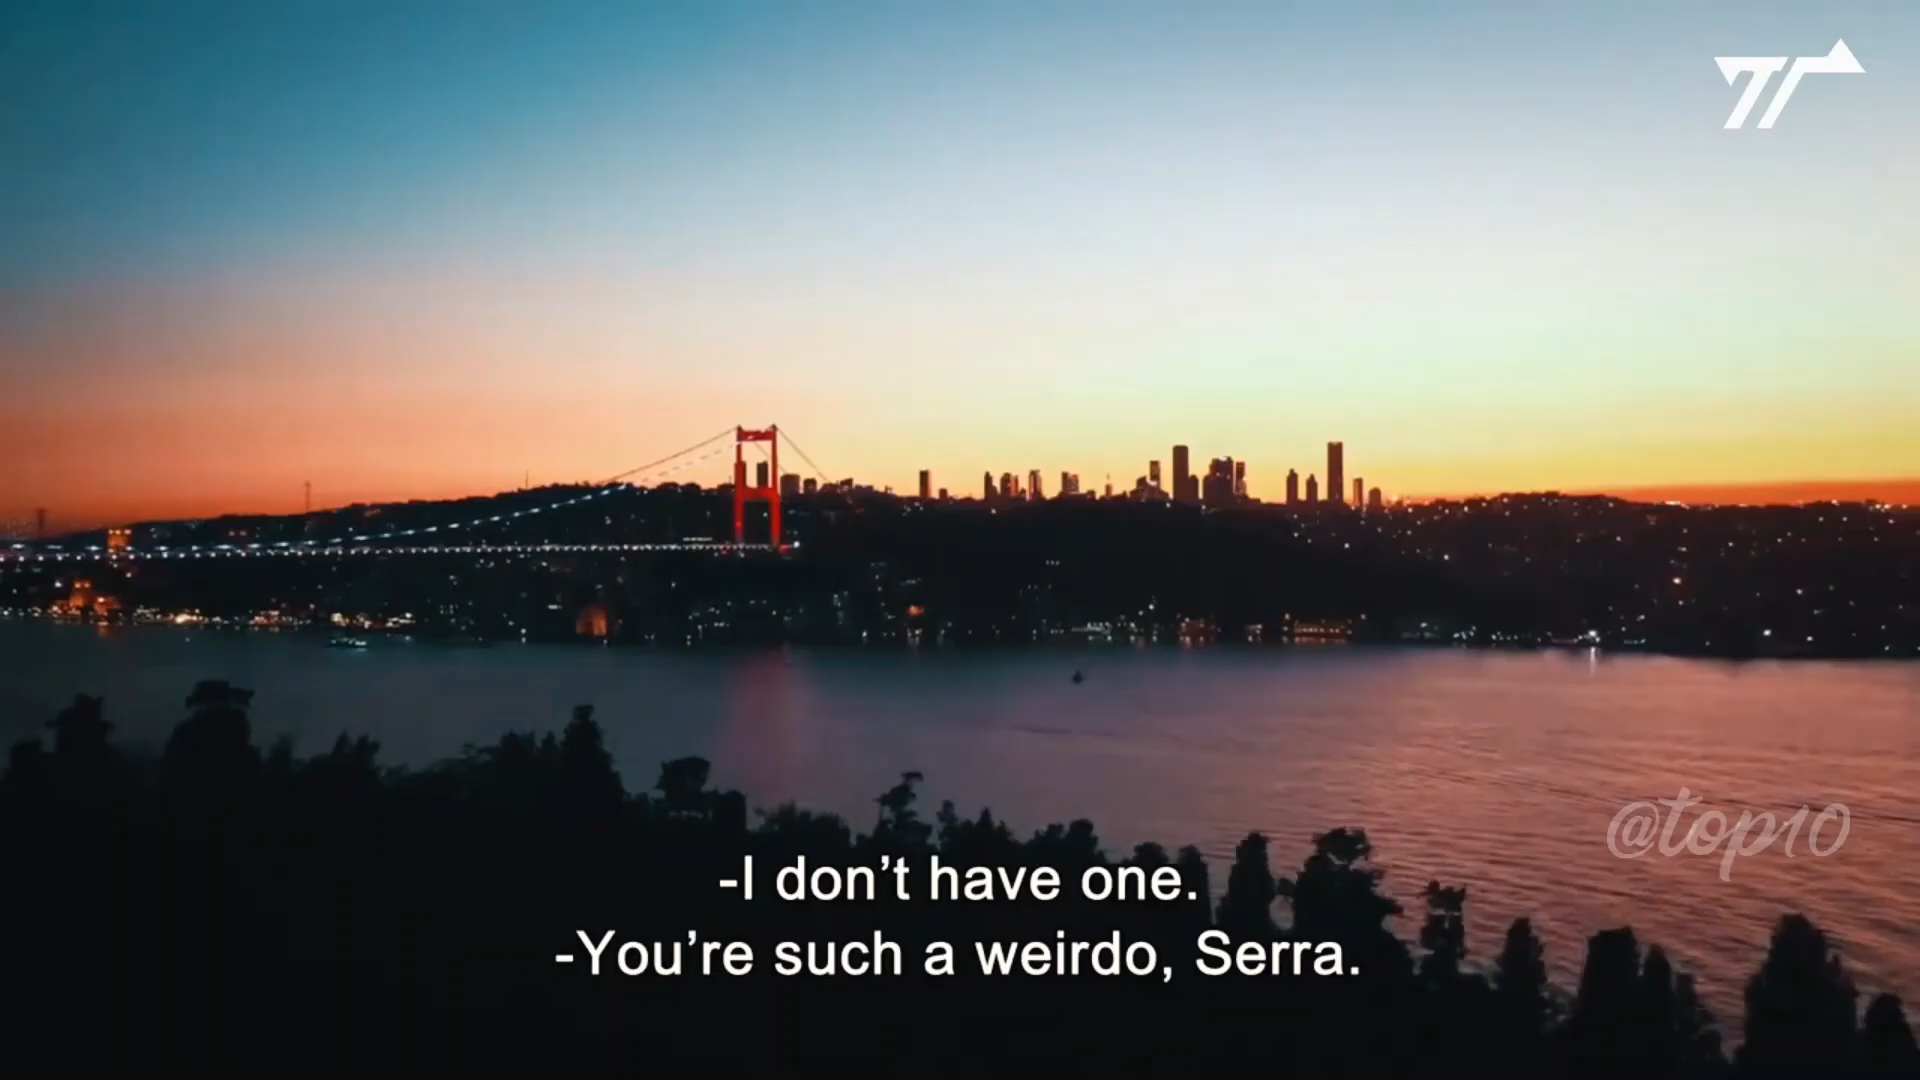 @top10
-I don’t have one.
-You’re such a weirdo, Serra.